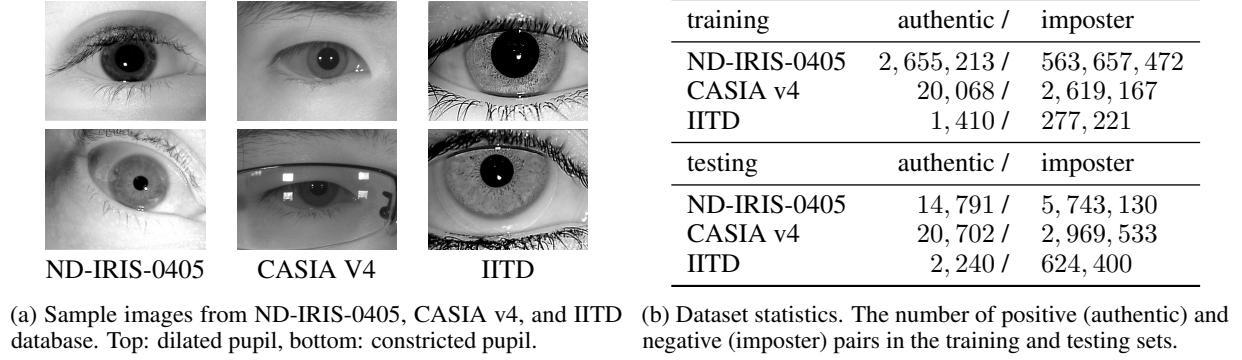 ND-IRIS-0405 CASIA V4 IITD
(a) Sample images from ND-IRIS-0405, CASIA v4, and IITD
database. Top: dilated pupil, bottom: constricted pupil.
training authentic / imposter
ND-IRIS-0405 2, 655, 213 / 563, 657, 472
CASIA v4 20, 068 / 2, 619, 167
IITD 1, 410 / 277, 221
testing authentic / imposter
ND-IRIS-0405 14, 791 / 5, 743, 130
CASIA v4 20, 702 / 2, 969, 533
IITD 2, 240 / 624, 400
(b) Dataset statistics. The number of positive (authentic) and
negative (imposter) pairs in the training and testing sets.